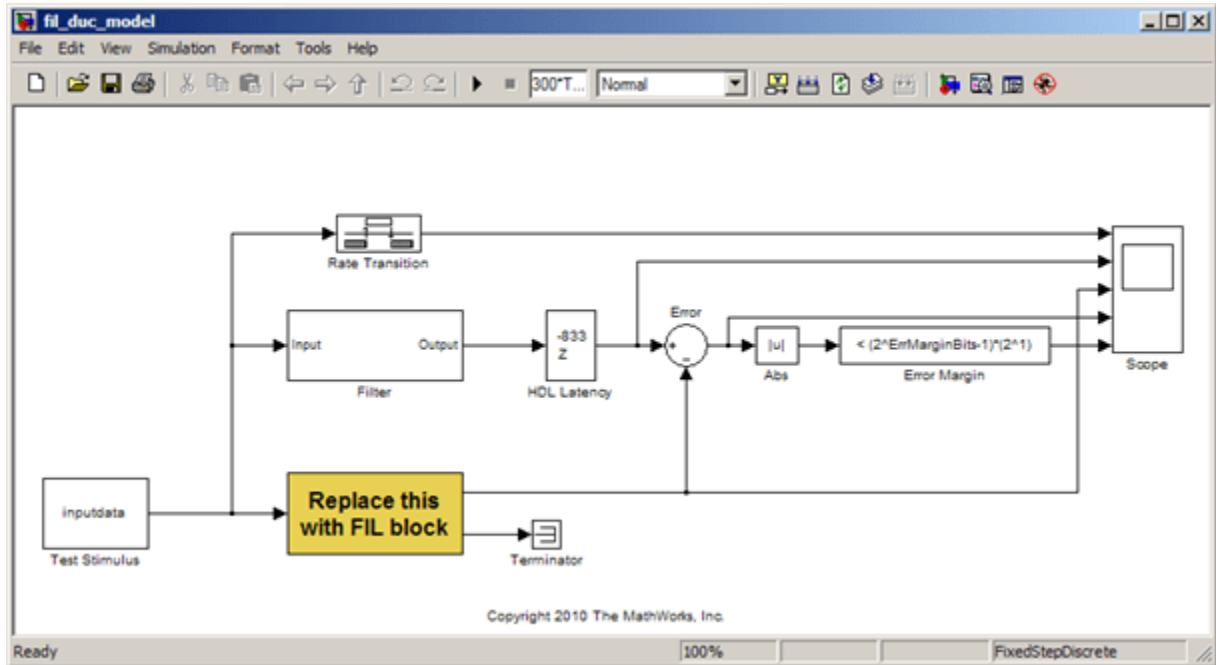 fil_duc_model
File Edit View Simulation Format Tools Help
300*T... Normal
Rate Transition
Input Output
Filter
-833
Z
HDL Latency
Error
+
−
|u|
Abs
< (2^ErrMarginBits-1)*(2^1)
Error Margin
Scope
inputdata
Test Stimulus
Replace this
with FIL block
Terminator
Copyright 2010 The MathWorks, Inc.
Ready 100% FixedStepDiscrete